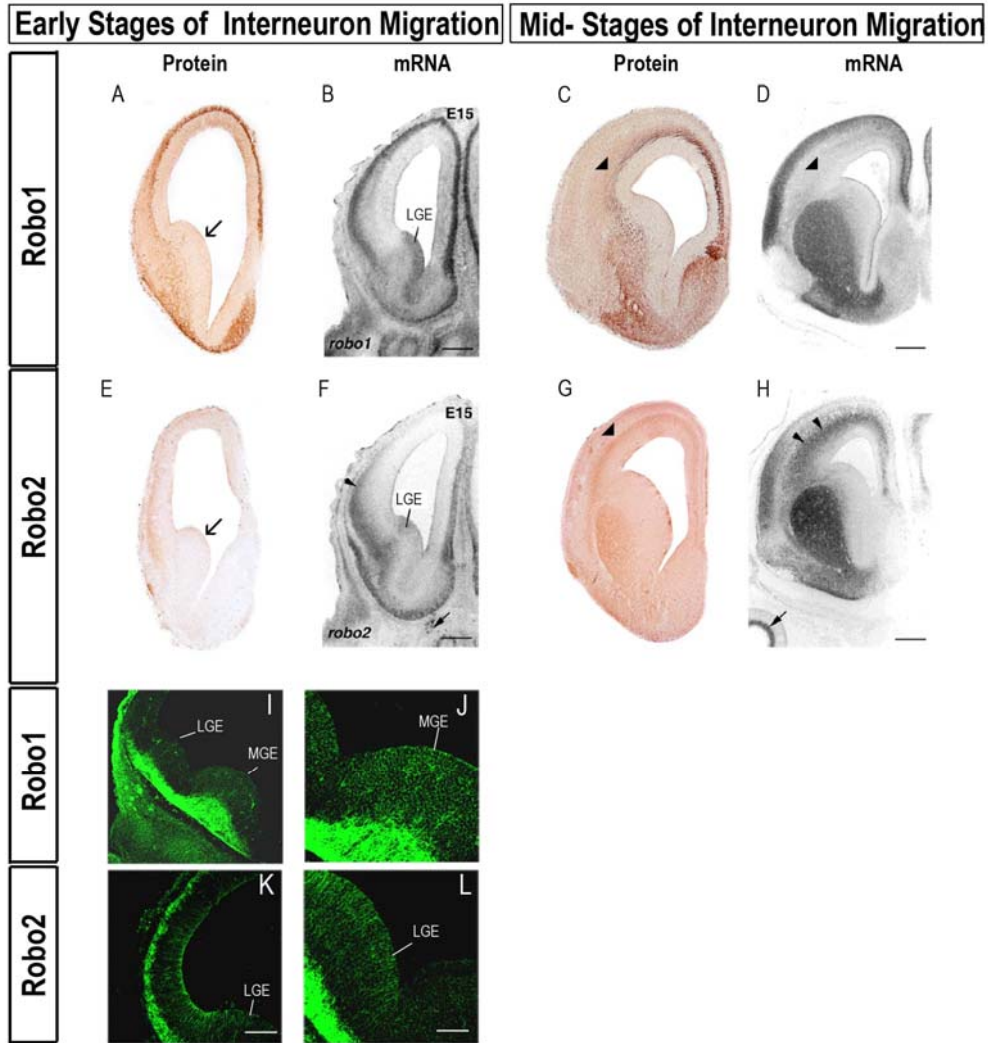 Early Stages of Interneuron Migration
Mid- Stages of Interneuron Migration
Protein
mRNA
Protein
mRNA
Robo1
A
B
E15
LGE
robo1
C
D
Robo2
E
F
E15
LGE
robo2
G
H
Robo1
I
LGE
MGE
J
MGE
Robo2
K
LGE
L
LGE